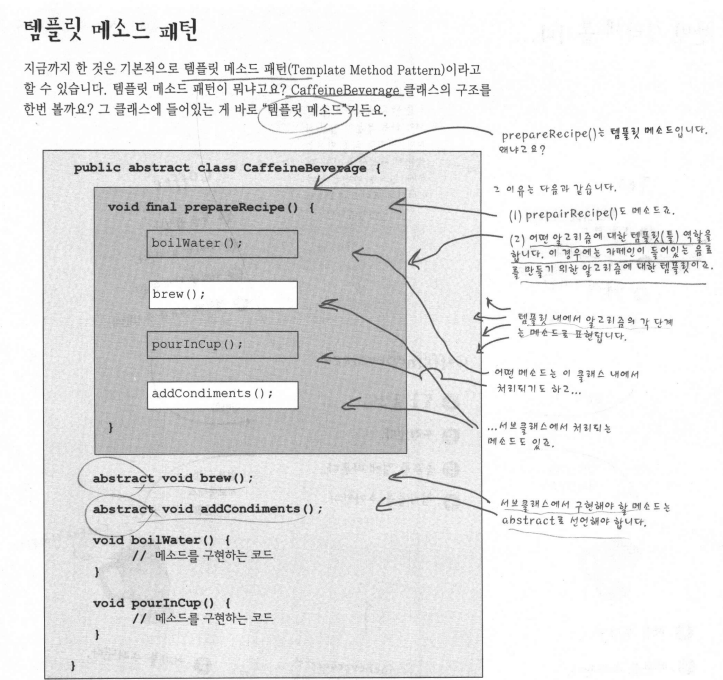 템플릿 메소드 패턴
지금까지 한 것은 기본적으로 템플릿 메소드 패턴(Template Method Pattern)이라고
할 수 있습니다. 템플릿 메소드 패턴이 뭐냐고요? CaffeineBeverage 클래스의 구조를
한번 볼까요? 그 클래스에 들어있는 게 바로 "템플릿 메소드"거든요.
prepareRecipe()는 템플릿 메소드입니다.
왜냐고요?
public abstract class CaffeineBeverage {
그 이유는 다음과 같습니다.
void final prepareRecipe() {
(1) prepairRecipe()도 메소드죠.
(2) 어떤 알고리즘에 대한 템플릿(틀) 역할을
합니다. 이 경우에는 카페인이 들어있는 음료
를 만들기 위한 알고리즘에 대한 템플릿이죠.
boilWater();
brew();
템플릿 내에서 알고리즘의 각 단계
는 메소드로 표현됩니다.
pourInCup();
어떤 메소드는 이 클래스 내에서
처리되기도 하고...
addCondiments();
...서브클래스에서 처리되는
메소드도 있죠.
}
abstract void brew();
abstract void addCondiments();
서브클래스에서 구현해야 할 메소드는
abstract로 선언해야 합니다.
void boilWater() {
// 메소드를 구현하는 코드
}
void pourInCup() {
// 메소드를 구현하는 코드
}
}